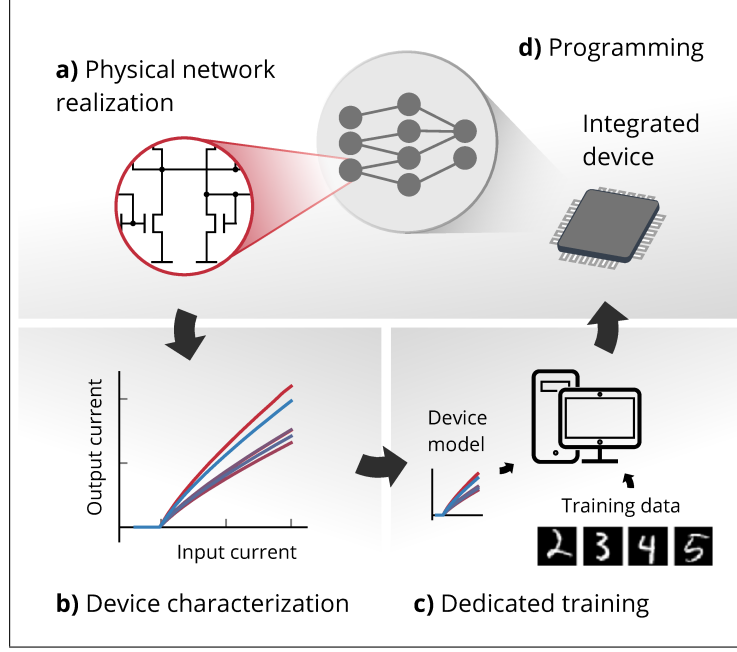 a) Physical network
realization
d) Programming
Integrated
device
Output current
Input current
b) Device characterization
Device
model
Training data
2 3 4 5
c) Dedicated training